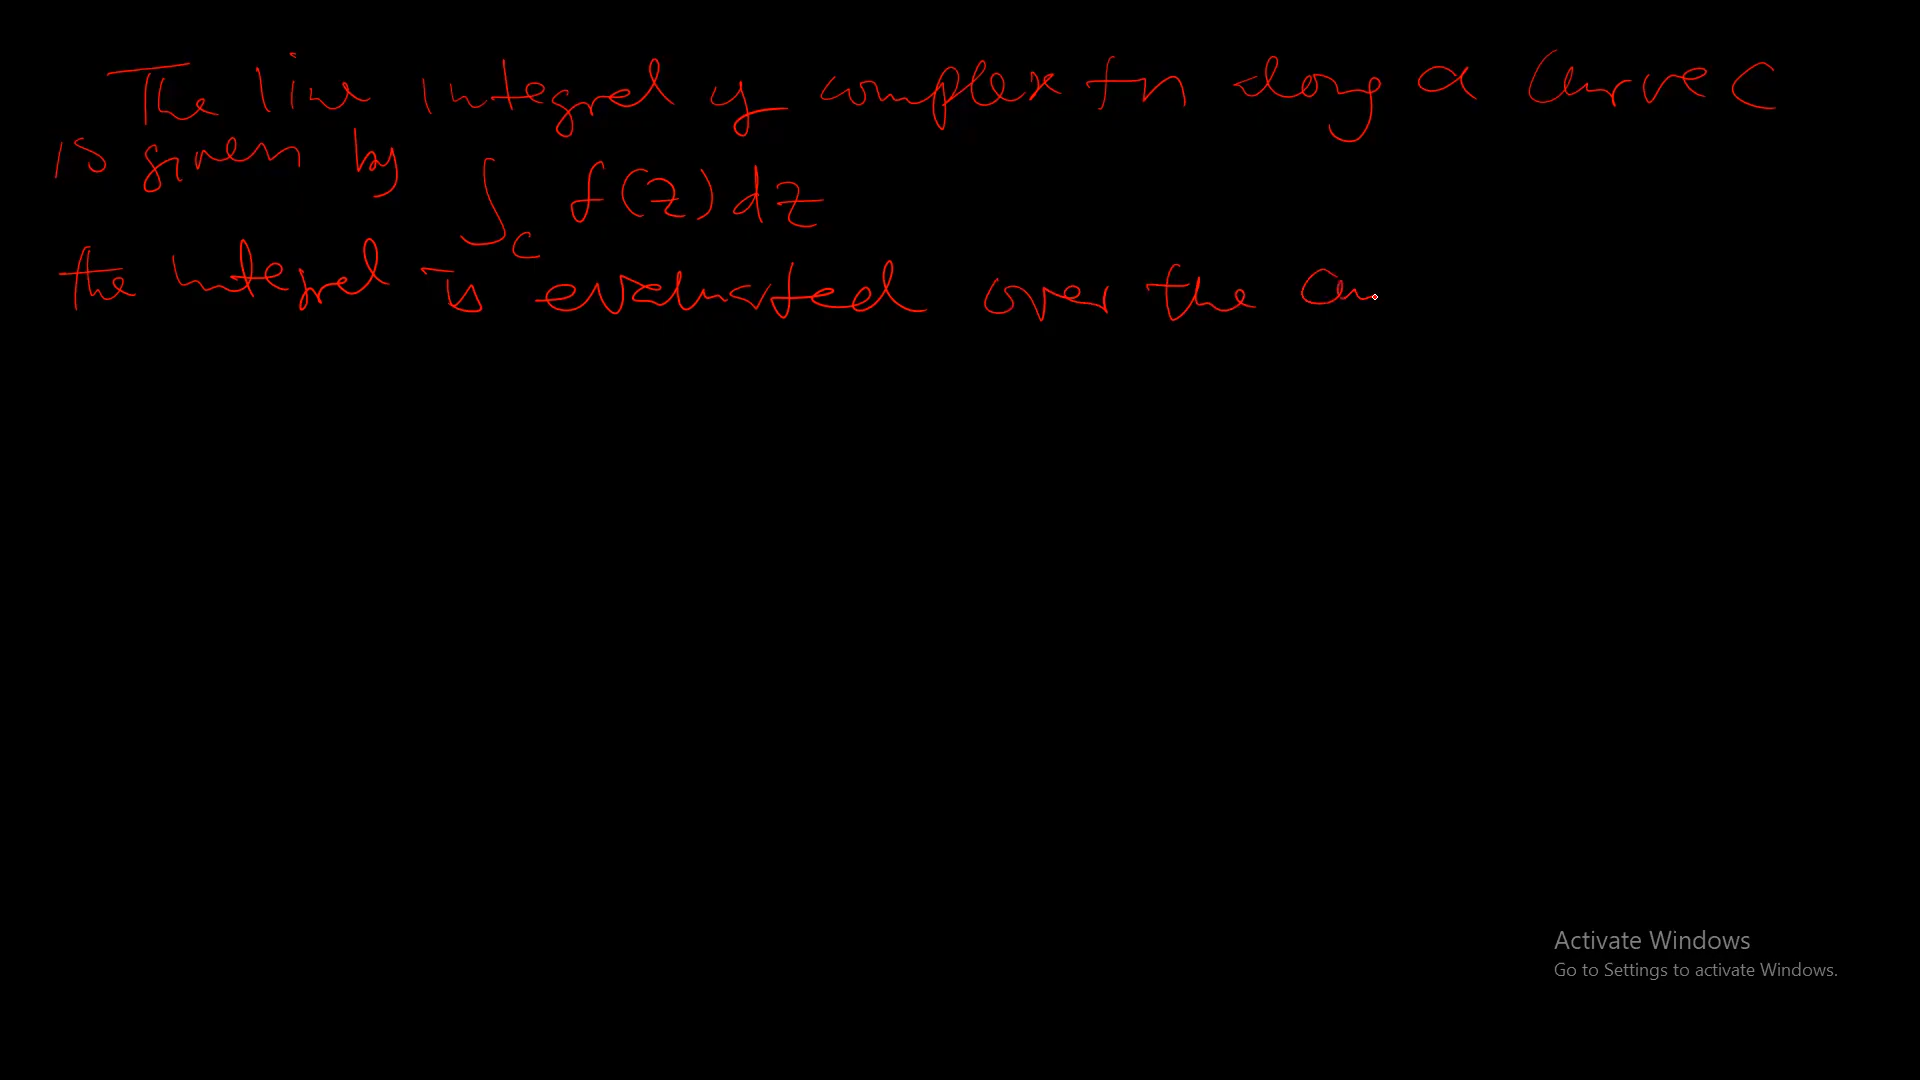 The line integral of complex fn along a curve C
is given by ∫_C f(z) dz
the integral is evaluated over the cur
Activate Windows
Go to Settings to activate Windows.